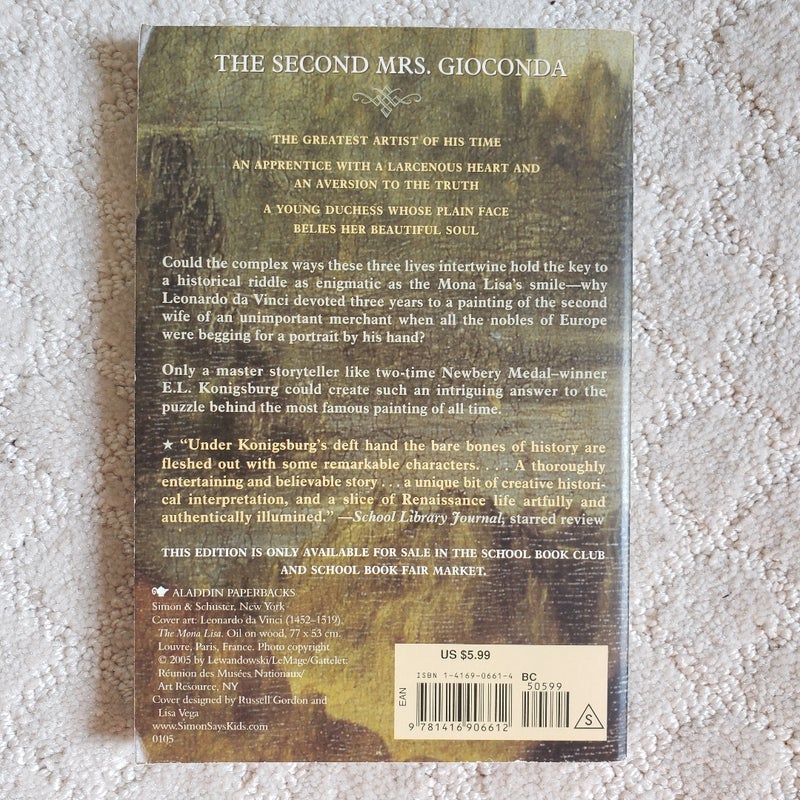 THE SECOND MRS. GIOCONDA
THE GREATEST ARTIST OF HIS TIME
AN APPRENTICE WITH A LARCENOUS HEART AND
AN AVERSION TO THE TRUTH
A YOUNG DUCHESS WHOSE PLAIN FACE
BELIES HER BEAUTIFUL SOUL
Could the complex ways these three lives intertwine hold the key to
a historical riddle as enigmatic as the Mona Lisa's smile—why
Leonardo da Vinci devoted three years to a painting of the second
wife of an unimportant merchant when all the nobles of Europe
were begging for a portrait by his hand?
Only a master storyteller like two-time Newbery Medal–winner
E.L. Konigsburg could create such an intriguing answer to the
puzzle behind the most famous painting of all time.
★ "Under Konigsburg's deft hand the bare bones of history are
fleshed out with some remarkable characters. . . . A thoroughly
entertaining and believable story . . . a unique bit of creative histori-
cal interpretation, and a slice of Renaissance life artfully and
authentically illumined." —School Library Journal, starred review
THIS EDITION IS ONLY AVAILABLE FOR SALE IN THE SCHOOL BOOK CLUB
AND SCHOOL BOOK FAIR MARKET.
ALADDIN PAPERBACKS
Simon & Schuster, New York
Cover art: Leonardo da Vinci (1452–1519).
The Mona Lisa. Oil on wood, 77 x 53 cm.
Louvre, Paris, France. Photo copyright
© 2005 by Lewandowski/LeMage/Gattelet:
Réunion des Musées Nationaux/
Art Resource, NY
Cover designed by Russell Gordon and
Lisa Vega
www.SimonSaysKids.com
0105
US $5.99
ISBN 1-4169-0661-4 BC
50599
EAN
9 781416 906612
S